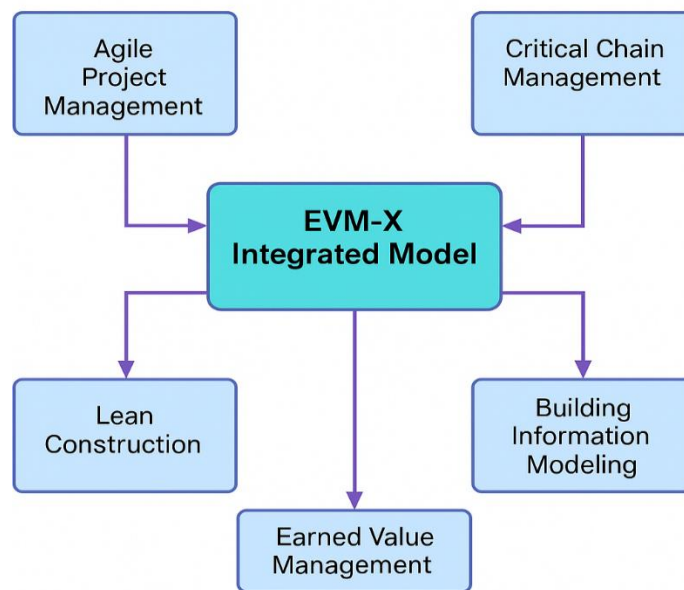 Agile
Project
Management
Critical Chain
Management
EVM-X
Integrated Model
Lean
Construction
Building
Information
Modeling
Earned Value
Management